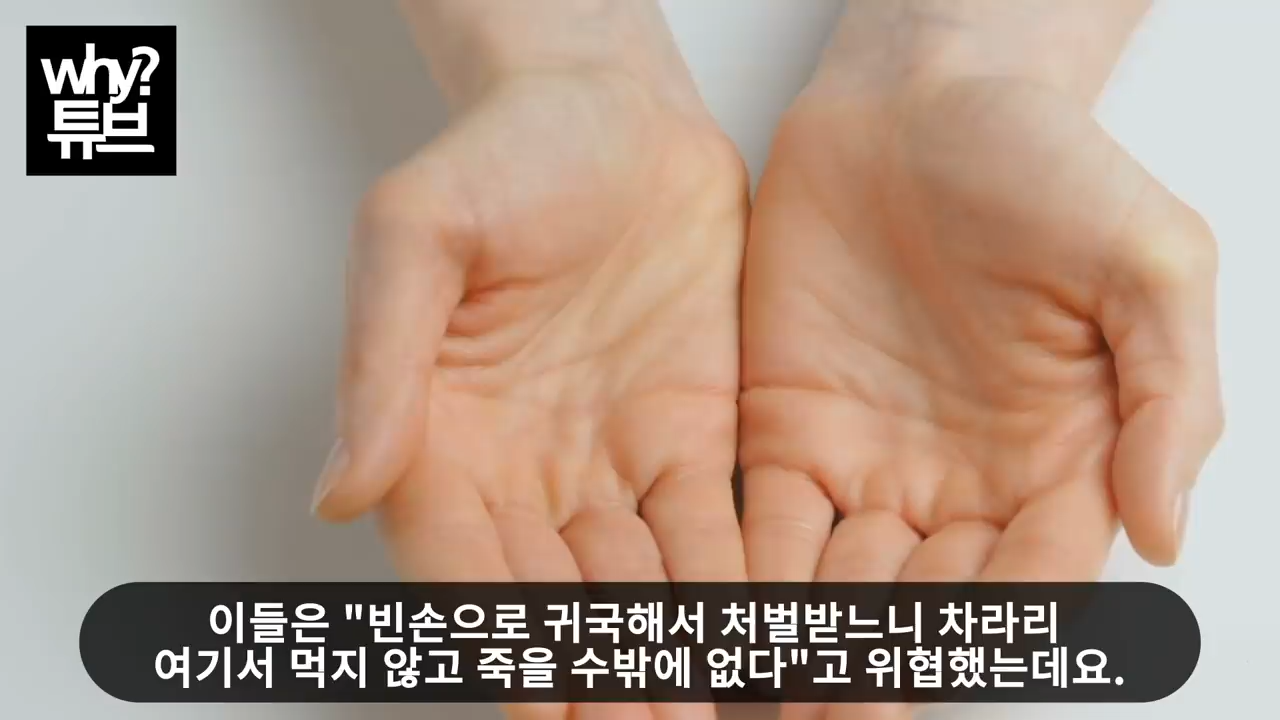 why?
튜브
이들은 "빈손으로 귀국해서 처벌받느니 차라리
여기서 먹지 않고 죽을 수밖에 없다"고 위협했는데요.